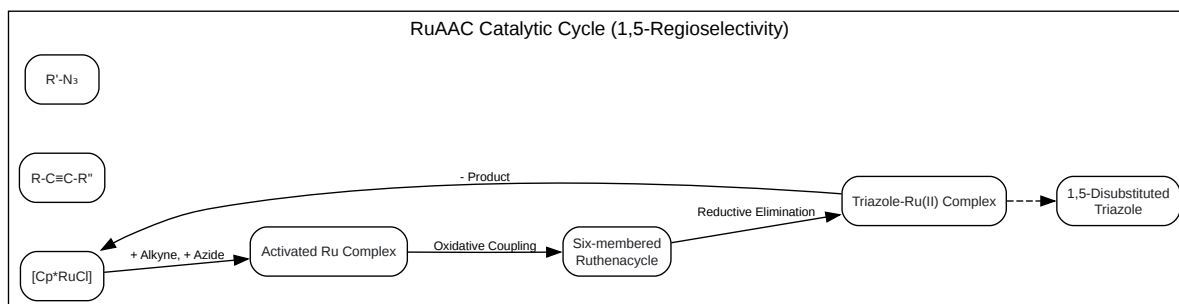 RuAAC Catalytic Cycle (1,5-Regioselectivity)
R'-N₃
R-C≡C-R"
- Product
Triazole-Ru(II) Complex
1,5-Disubstituted
Triazole
Reductive Elimination
[Cp*RuCl]
+ Alkyne, + Azide
Activated Ru Complex
Oxidative Coupling
Six-membered
Ruthenacycle